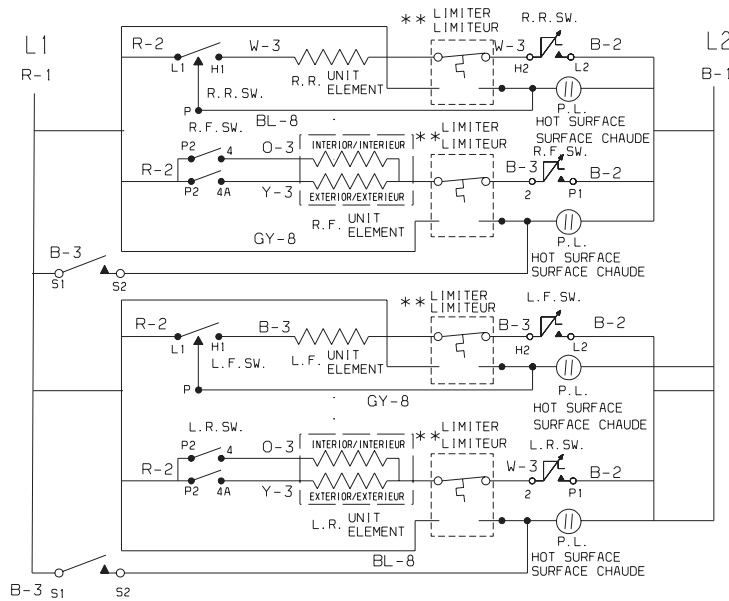 L1
R-1
L2
B-1
R-2
L1
H1
W-3
R.R. UNIT
ELEMENT
** LIMITER
LIMITEUR
R.R.SW.
W-3
H2
L2
B-2
R.R.SW.
P
BL-8
P.L.
HOT SURFACE
SURFACE CHAUDE
R.F.SW.
P2
4
O-3
INTERIOR/INTERIEUR
**LIMITER
LIMITEUR
R.F.SW.
R-2
P2
4A
Y-3
EXTERIOR/EXTERIEUR
B-3
2
P1
B-2
R.F. UNIT
ELEMENT
GY-8
P.L.
HOT SURFACE
SURFACE CHAUDE
B-3
S1
S2
R-2
L1
H1
B-3
L.F. UNIT
ELEMENT
** LIMITER
LIMITEUR
L.F.SW.
B-3
H2
L2
B-2
L.F.SW.
P
GY-8
P.L.
HOT SURFACE
SURFACE CHAUDE
L.R.SW.
P2
4
O-3
INTERIOR/INTERIEUR
**LIMITER
LIMITEUR
L.R.SW.
R-2
P2
4A
Y-3
EXTERIOR/EXTERIEUR
W-3
2
P1
B-2
L.R. UNIT
ELEMENT
BL-8
P.L.
HOT SURFACE
SURFACE CHAUDE
B-3
S1
S2